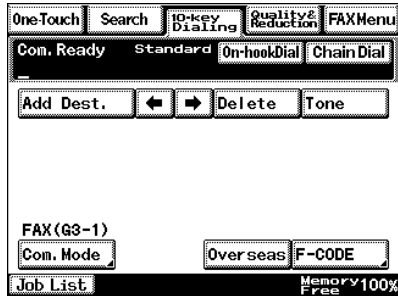 One-Touch Search 10-key Dialing Quality & Reduction FAX Menu
Com. Ready Standard On-hookDial Chain Dial
Add Dest. ← → Delete Tone
FAX(G3-1)
Com. Mode Overseas F-CODE
Job List Memory Free 100%